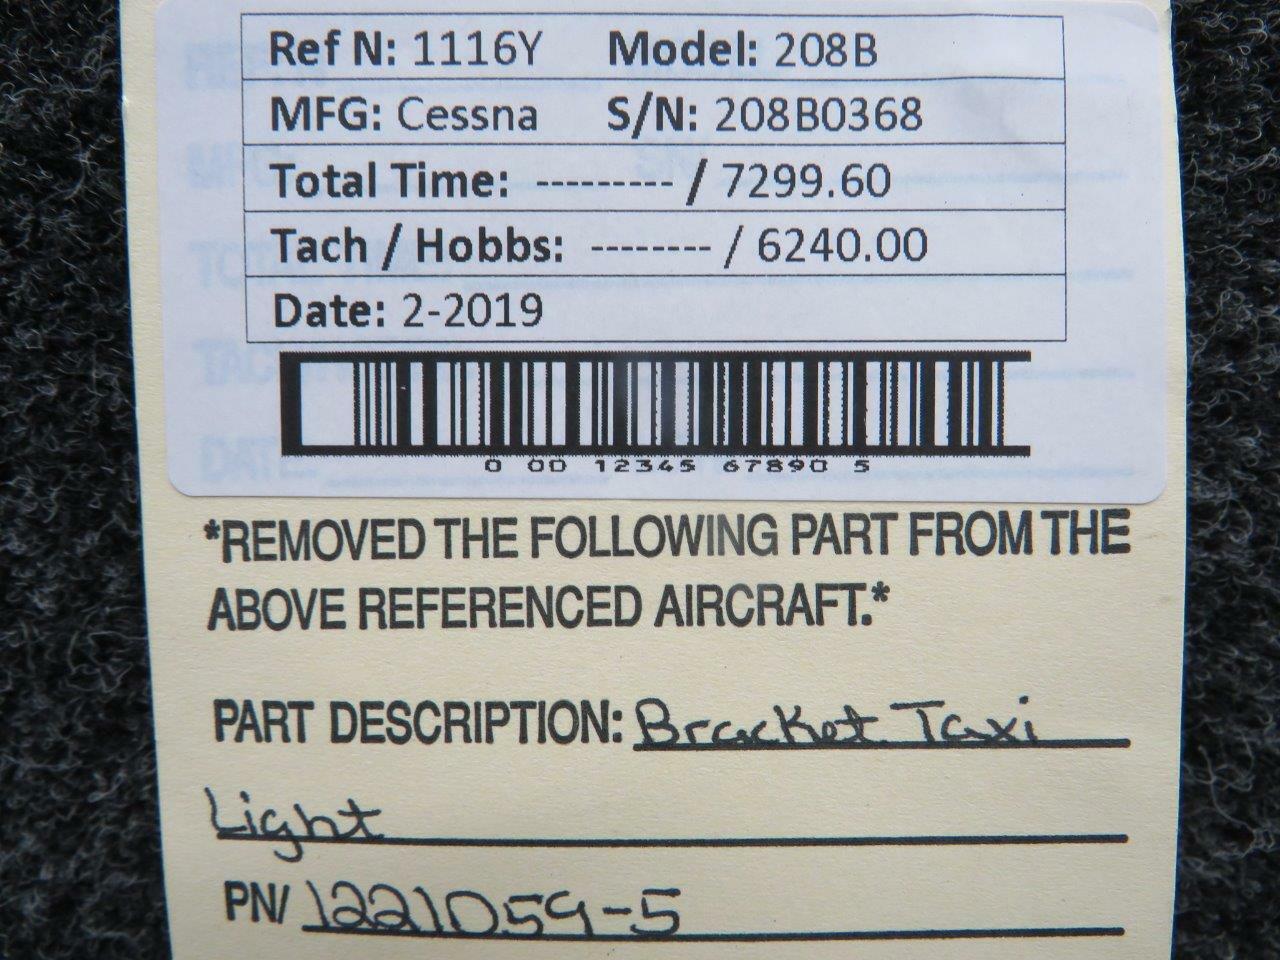 Ref N: 1116Y Model: 208B
MFG: Cessna S/N: 208B0368
Total Time: --------- / 7299.60
Tach / Hobbs: -------- / 6240.00
Date: 2-2019
0 00 12345 67890 5
*REMOVED THE FOLLOWING PART FROM THE
ABOVE REFERENCED AIRCRAFT.*
PART DESCRIPTION: Bracket Taxi
Light
PN/ 1221059-5